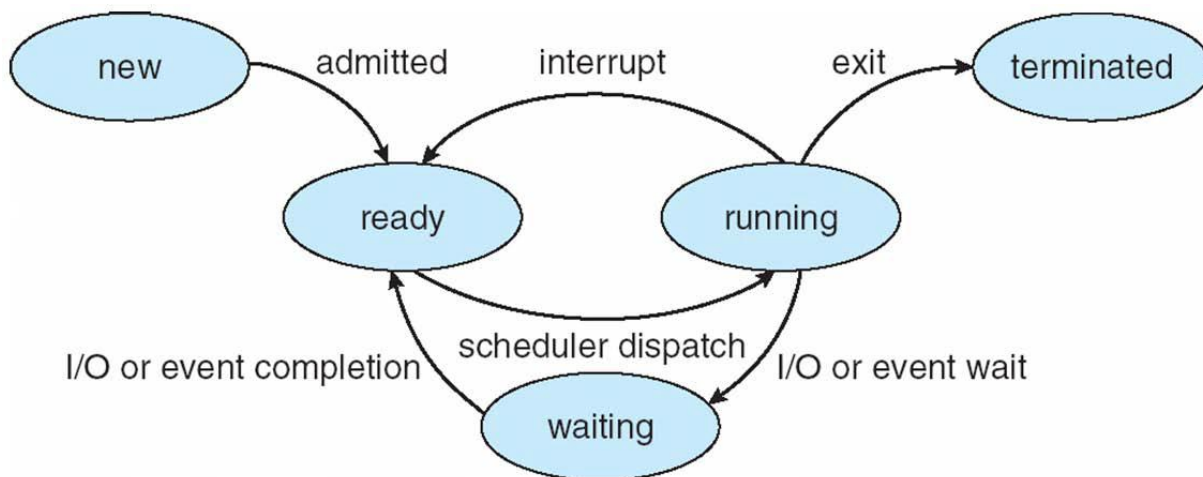 new
admitted
interrupt
exit
terminated
ready
running
scheduler dispatch
I/O or event completion
I/O or event wait
waiting